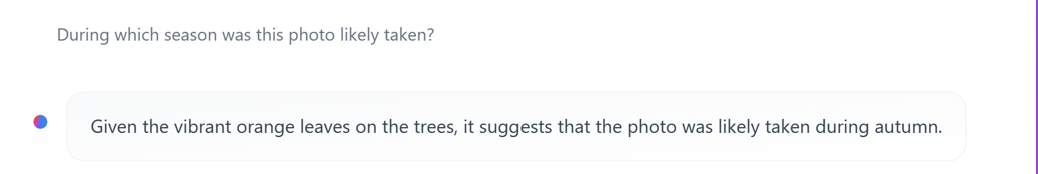 During which season was this photo likely taken?
Given the vibrant orange leaves on the trees, it suggests that the photo was likely taken during autumn.